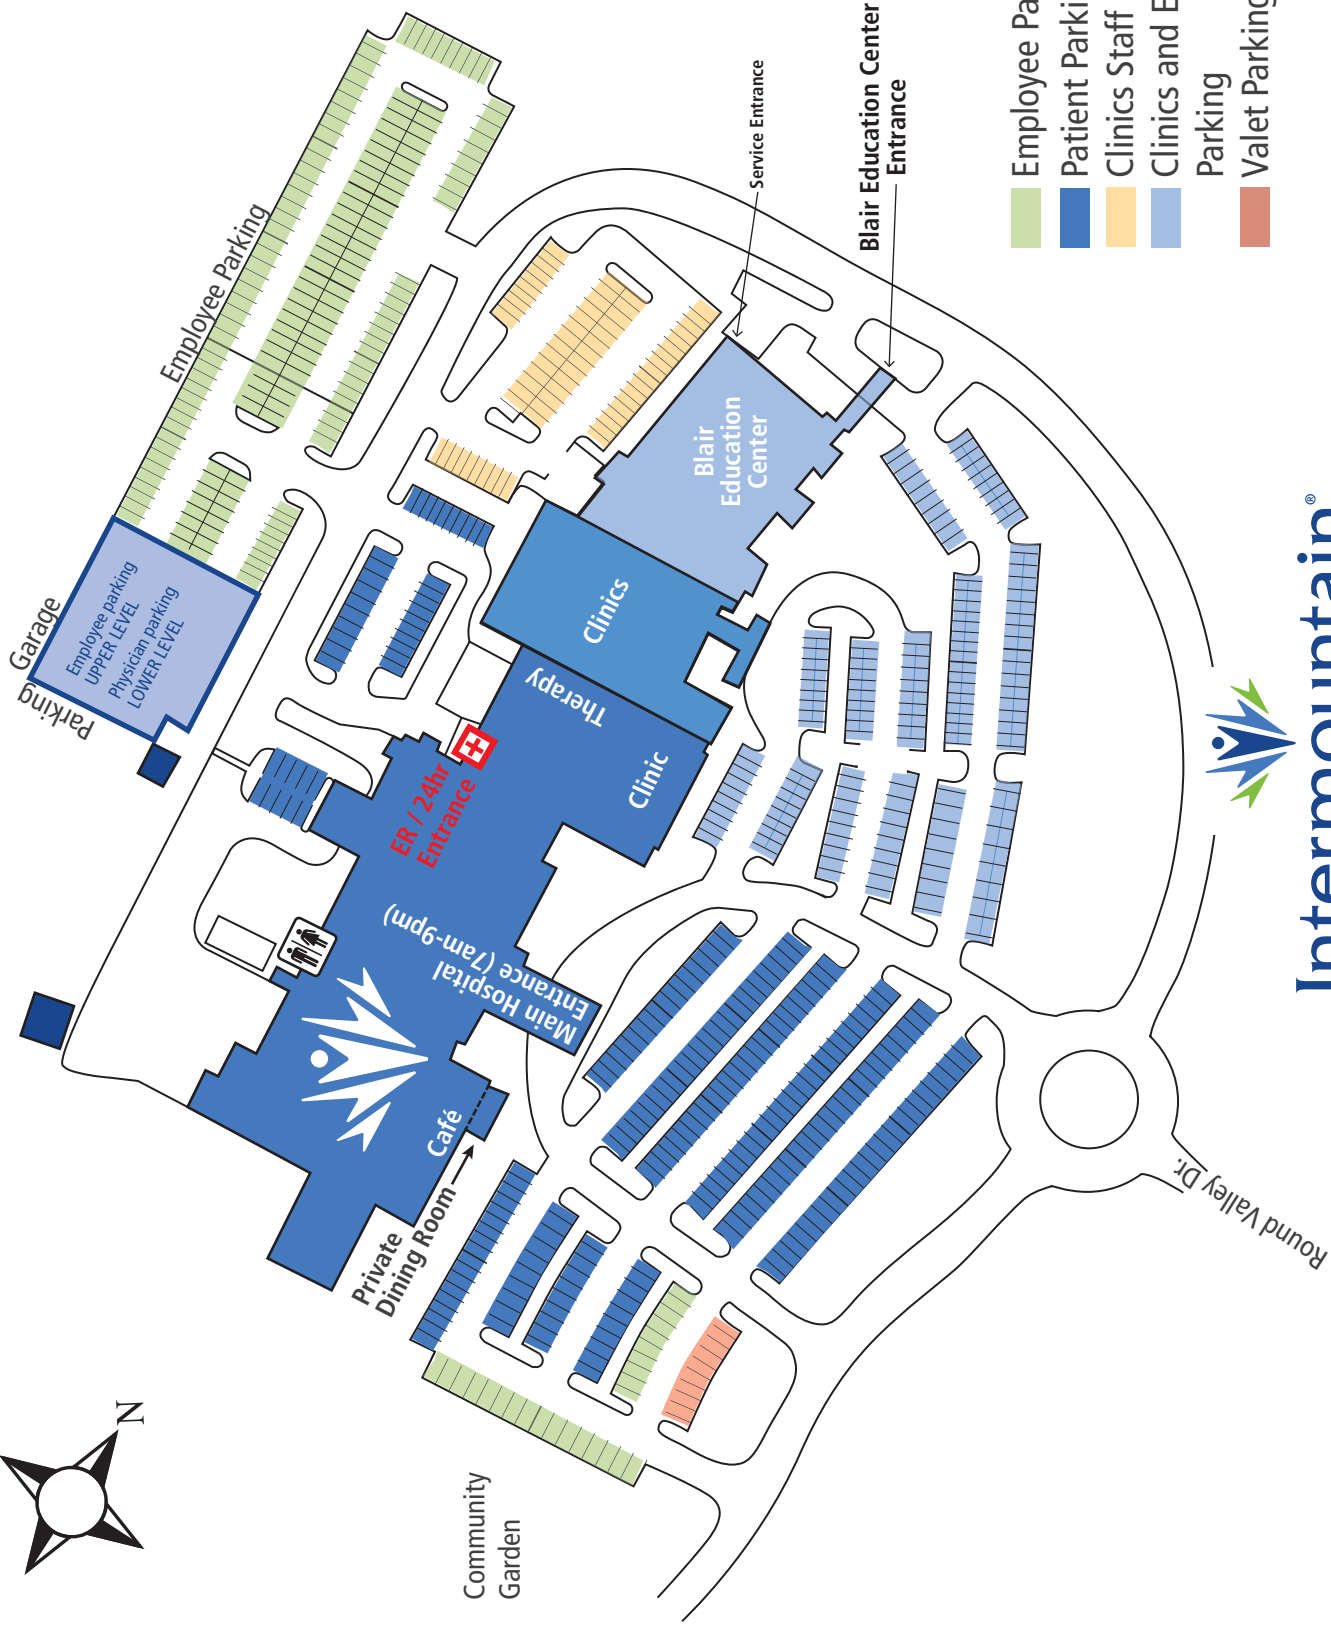 Employee Parking
Parking
Garage
Employee parking
UPPER LEVEL
Physician parking
LOWER LEVEL
Service Entrance
Blair Education Center
Entrance
Blair
Education
Center
Clinics
Therapy
Clinic
ER / 24hr
Entrance
Main Hospital
Entrance (7am-9pm)
Café
Private
Dining Room
Community
Garden
N
Round Valley Dr.
Employee Pa
Patient Parki
Clinics Staff
Clinics and E
Parking
Valet Parking
Intermountain®